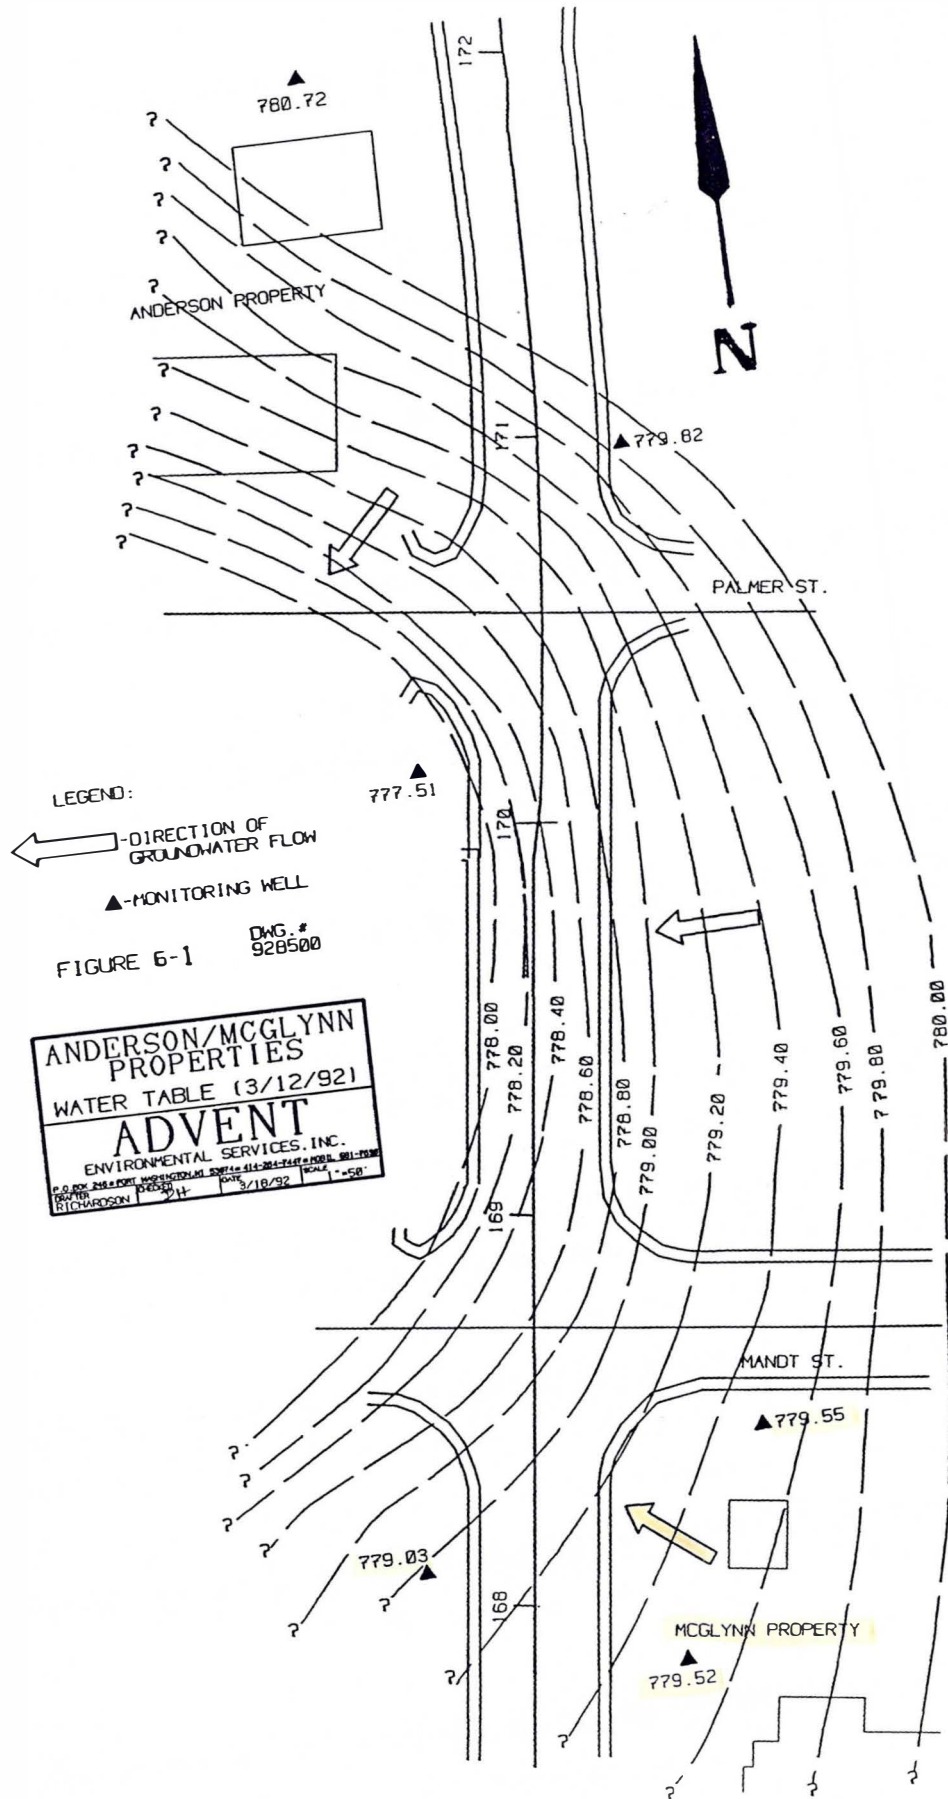 172
780.72
?
?
?
?
?
ANDERSON PROPERTY
N
?
171
779.82
?
?
?
?
?
PALMER ST.
777.51
LEGEND:
-DIRECTION OF
GROUNDWATER FLOW
170
-MONITORING WELL
FIGURE 6-1
DWG.#
928500
ANDERSON/MCGLYNN
PROPERTIES
WATER TABLE (3/12/92)
ADVENT
ENVIRONMENTAL SERVICES, INC.
DRAFTER
RICHARDSON
CHECKED
DATE
3/18/92
SCALE
1"=50'
778.00
778.20
778.40
778.60
778.80
779.00
779.20
779.40
779.60
779.80
780.00
169
MANDT ST.
779.55
?
?
?
?
779.03
?
?
168
MCGLYNN PROPERTY
779.52
?
?
?
?
?